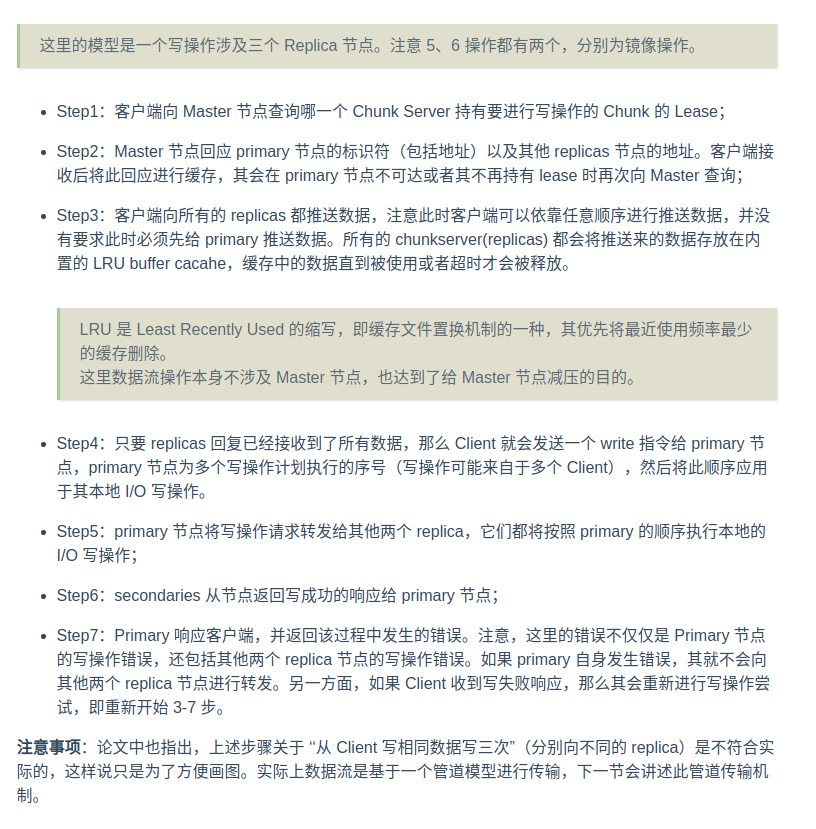 这里的模型是一个写操作涉及三个 Replica 节点。注意 5、6 操作都有两个，分别为镜像操作。
• Step1：客户端向 Master 节点查询哪一个 Chunk Server 持有要进行写操作的 Chunk 的 Lease；
• Step2：Master 节点回应 primary 节点的标识符（包括地址）以及其他 replicas 节点的地址。客户端接
收后将此回应进行缓存，其会在 primary 节点不可达或者其不再持有 lease 时再次向 Master 查询；
• Step3：客户端向所有的 replicas 都推送数据，注意此时客户端可以依靠任意顺序进行推送数据，并没
有要求此时必须先给 primary 推送数据。所有的 chunkserver(replicas) 都会将推送来的数据存放在内
置的 LRU buffer cacahe，缓存中的数据直到被使用或者超时才会被释放。
LRU 是 Least Recently Used 的缩写，即缓存文件置换机制的一种，其优先将最近使用频率最少
的缓存删除。
这里数据流操作本身不涉及 Master 节点，也达到了给 Master 节点减压的目的。
• Step4：只要 replicas 回复已经接收到了所有数据，那么 Client 就会发送一个 write 指令给 primary 节
点，primary 节点为多个写操作计划执行的序号（写操作可能来自于多个 Client），然后将此顺序应用
于其本地 I/O 写操作。
• Step5：primary 节点将写操作请求转发给其他两个 replica，它们都将按照 primary 的顺序执行本地的
I/O 写操作；
• Step6：secondaries 从节点返回写成功的响应给 primary 节点；
• Step7：Primary 响应客户端，并返回该过程中发生的错误。注意，这里的错误不仅仅是 Primary 节点
的写操作错误，还包括其他两个 replica 节点的写操作错误。如果 primary 自身发生错误，其就不会向
其他两个 replica 节点进行转发。另一方面，如果 Client 收到写失败响应，那么其会重新进行写操作尝
试，即重新开始 3-7 步。
注意事项：论文中也指出，上述步骤关于 “从 Client 写相同数据写三次”（分别向不同的 replica）是不符合实
际的，这样说只是为了方便画图。实际上数据流是基于一个管道模型进行传输，下一节会讲述此管道传输机
制。